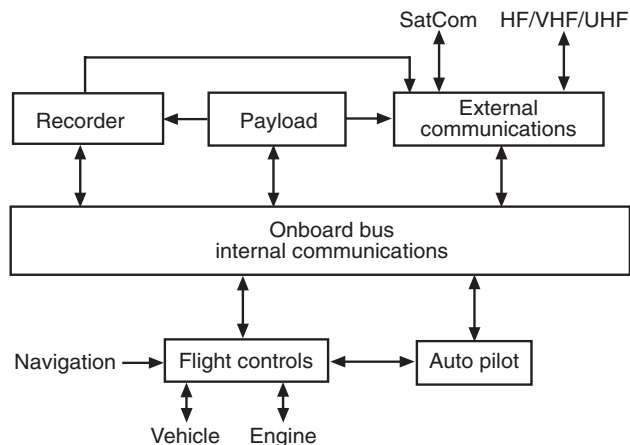 SatCom
HF/VHF/UHF
Recorder
Payload
External
communications
Onboard bus
internal communications
Navigation
Flight controls
Auto pilot
Vehicle
Engine